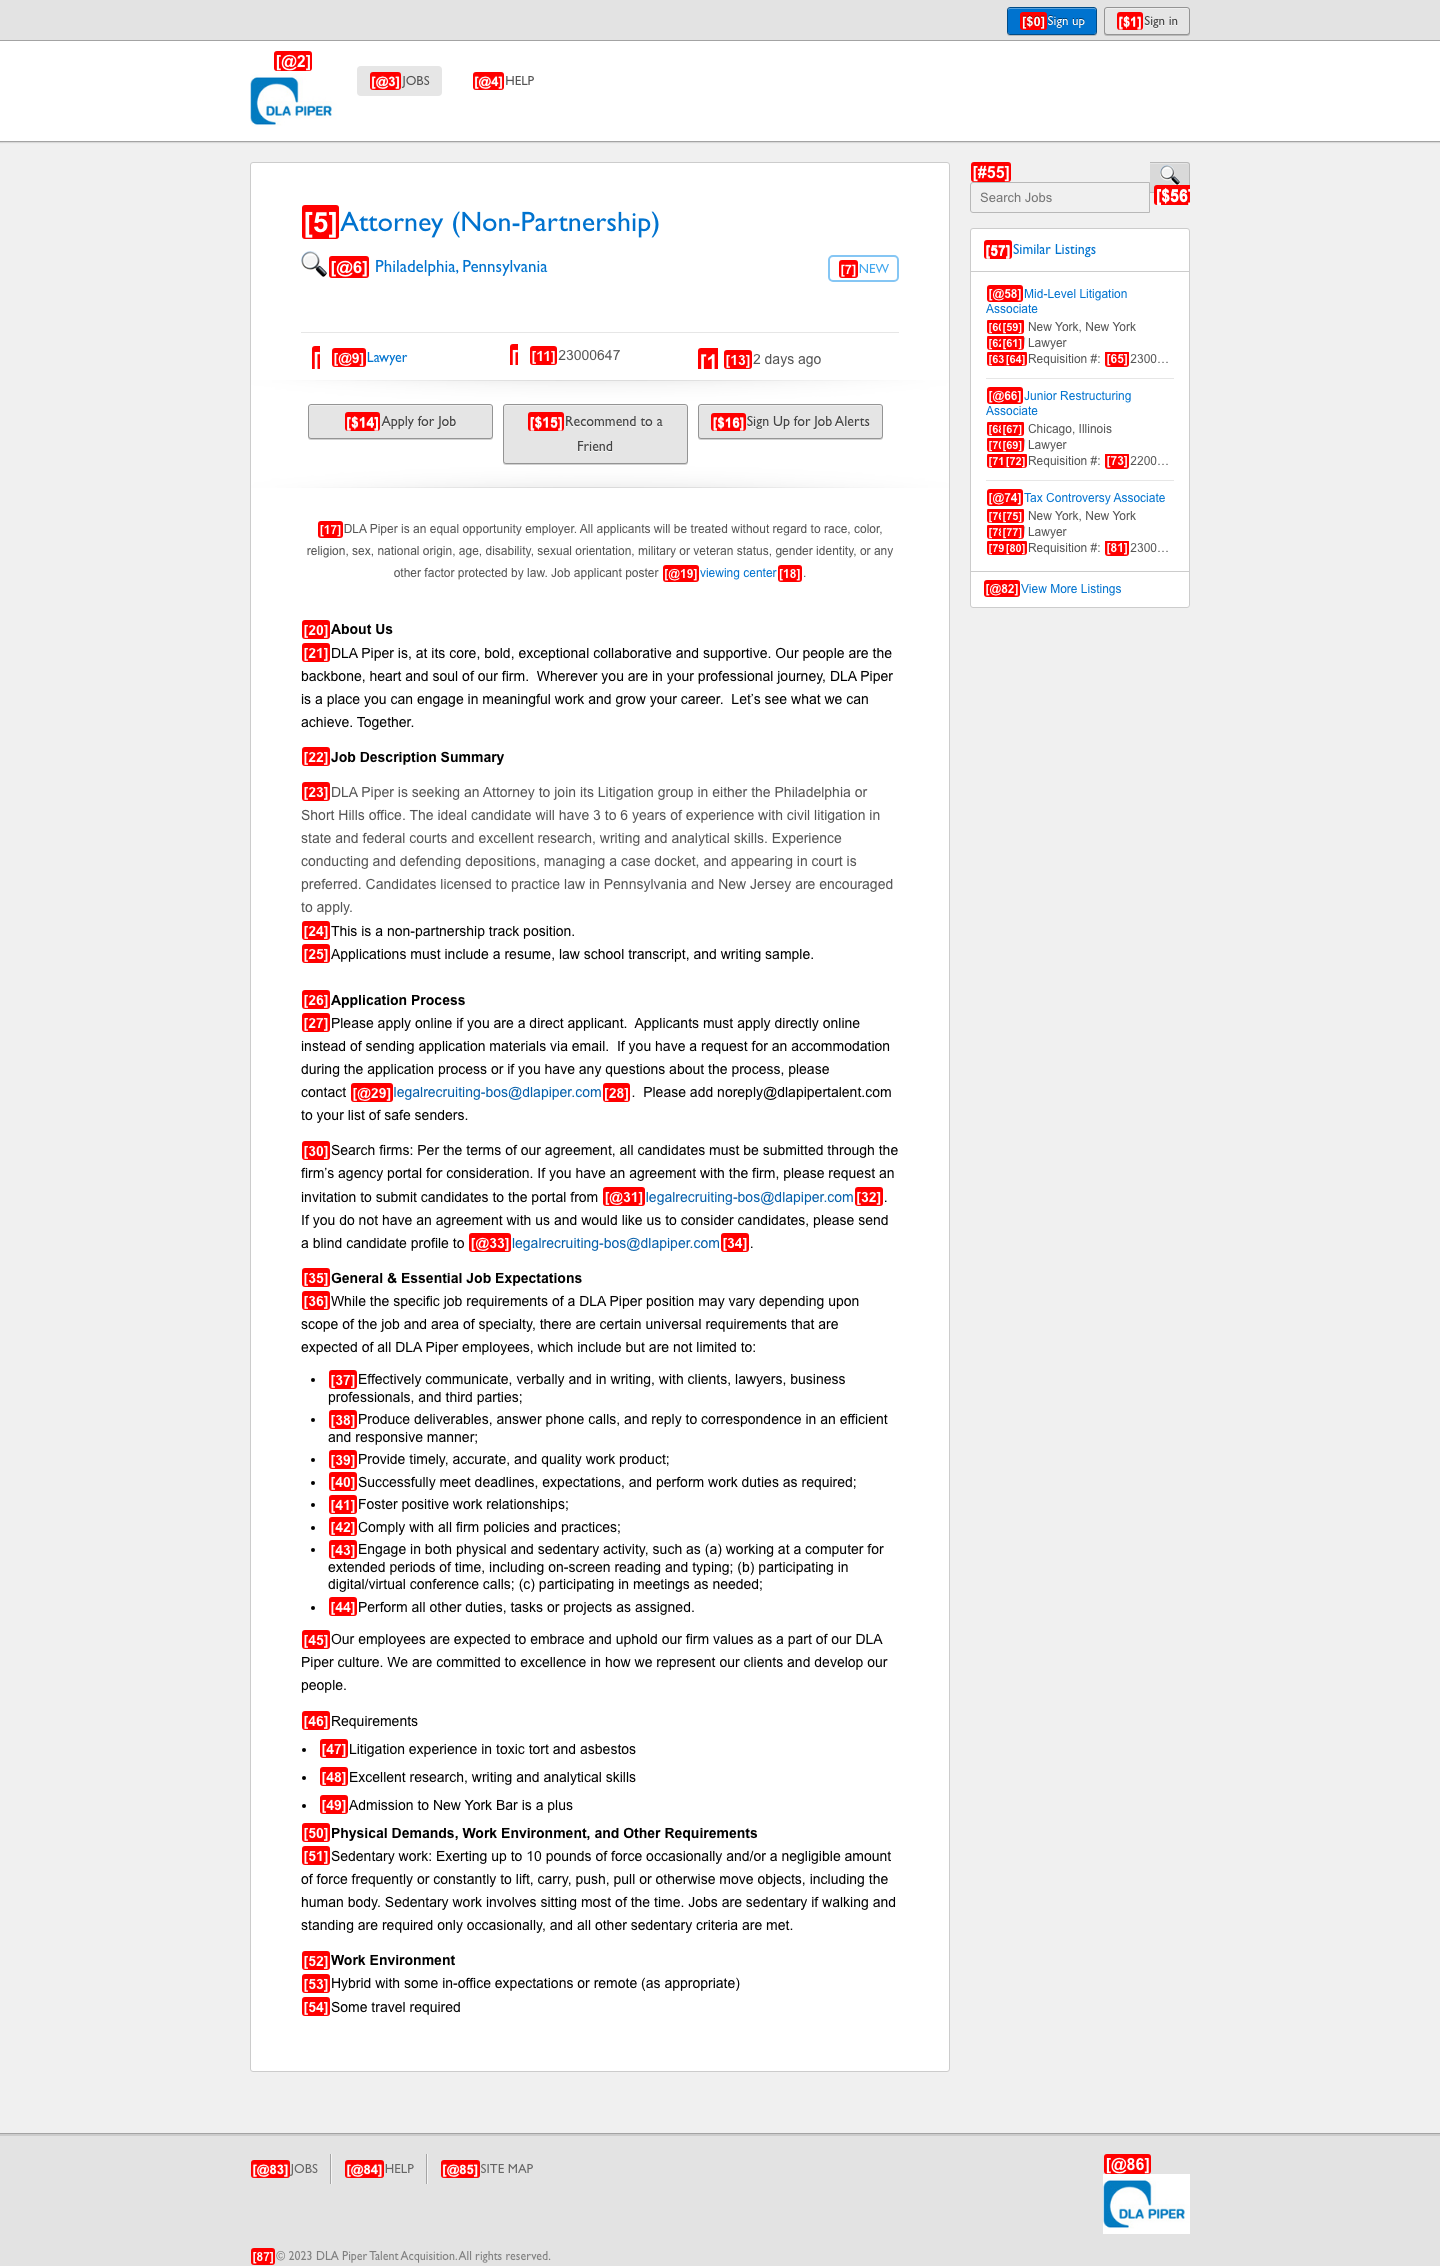 [$0]Sign up [$1]Sign in
[@2]
DLA PIPER
[@3]JOBS [@4]HELP
[5]Attorney (Non-Partnership)
[@6] Philadelphia, Pennsylvania
[7]NEW
[@9]Lawyer [11]23000647 [13]2 days ago
[$14]Apply for Job
[$15]Recommend to a
Friend
[$16]Sign Up for Job Alerts
[17]DLA Piper is an equal opportunity employer. All applicants will be treated without regard to race, color,
religion, sex, national origin, age, disability, sexual orientation, military or veteran status, gender identity, or any
other factor protected by law. Job applicant poster [@19]viewing center[18].
[20]About Us
[21]DLA Piper is, at its core, bold, exceptional collaborative and supportive. Our people are the
backbone, heart and soul of our firm.  Wherever you are in your professional journey, DLA Piper
is a place you can engage in meaningful work and grow your career.  Let's see what we can
achieve. Together.
[22]Job Description Summary
[23]DLA Piper is seeking an Attorney to join its Litigation group in either the Philadelphia or
Short Hills office. The ideal candidate will have 3 to 6 years of experience with civil litigation in
state and federal courts and excellent research, writing and analytical skills. Experience
conducting and defending depositions, managing a case docket, and appearing in court is
preferred. Candidates licensed to practice law in Pennsylvania and New Jersey are encouraged
to apply.
[24]This is a non-partnership track position.
[25]Applications must include a resume, law school transcript, and writing sample.
[26]Application Process
[27]Please apply online if you are a direct applicant.  Applicants must apply directly online
instead of sending application materials via email.  If you have a request for an accommodation
during the application process or if you have any questions about the process, please
contact [@29]legalrecruiting-bos@dlapiper.com[28].  Please add noreply@dlapipertalent.com
to your list of safe senders.
[30]Search firms: Per the terms of our agreement, all candidates must be submitted through the
firm's agency portal for consideration. If you have an agreement with the firm, please request an
invitation to submit candidates to the portal from [@31]legalrecruiting-bos@dlapiper.com[32].
If you do not have an agreement with us and would like us to consider candidates, please send
a blind candidate profile to [@33]legalrecruiting-bos@dlapiper.com[34].
[35]General & Essential Job Expectations
[36]While the specific job requirements of a DLA Piper position may vary depending upon
scope of the job and area of specialty, there are certain universal requirements that are
expected of all DLA Piper employees, which include but are not limited to:
• [37]Effectively communicate, verbally and in writing, with clients, lawyers, business
professionals, and third parties;
• [38]Produce deliverables, answer phone calls, and reply to correspondence in an efficient
and responsive manner;
• [39]Provide timely, accurate, and quality work product;
• [40]Successfully meet deadlines, expectations, and perform work duties as required;
• [41]Foster positive work relationships;
• [42]Comply with all firm policies and practices;
• [43]Engage in both physical and sedentary activity, such as (a) working at a computer for
extended periods of time, including on-screen reading and typing; (b) participating in
digital/virtual conference calls; (c) participating in meetings as needed;
• [44]Perform all other duties, tasks or projects as assigned.
[45]Our employees are expected to embrace and uphold our firm values as a part of our DLA
Piper culture. We are committed to excellence in how we represent our clients and develop our
people.
[46]Requirements
• [47]Litigation experience in toxic tort and asbestos
• [48]Excellent research, writing and analytical skills
• [49]Admission to New York Bar is a plus
[50]Physical Demands, Work Environment, and Other Requirements
[51]Sedentary work: Exerting up to 10 pounds of force occasionally and/or a negligible amount
of force frequently or constantly to lift, carry, push, pull or otherwise move objects, including the
human body. Sedentary work involves sitting most of the time. Jobs are sedentary if walking and
standing are required only occasionally, and all other sedentary criteria are met.
[52]Work Environment
[53]Hybrid with some in-office expectations or remote (as appropriate)
[54]Some travel required
[#55]
Search Jobs [$56]
[57]Similar Listings
[@58]Mid-Level Litigation
Associate
[59] New York, New York
[61] Lawyer
[64]Requisition #: [65]2300…
[@66]Junior Restructuring
Associate
[67] Chicago, Illinois
[69] Lawyer
[72]Requisition #: [73]2200…
[@74]Tax Controversy Associate
[75] New York, New York
[77] Lawyer
[80]Requisition #: [81]2300…
[@82]View More Listings
[@83]JOBS [@84]HELP [@85]SITE MAP
[@86]
DLA PIPER
[87]© 2023 DLA Piper Talent Acquisition. All rights reserved.